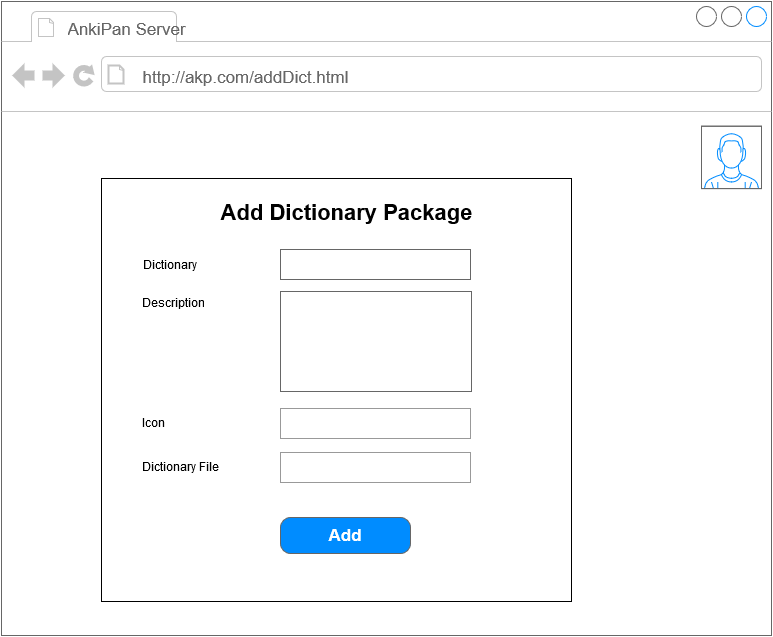 AnkiPan Server
http://akp.com/addDict.html
Add Dictionary Package
Dictionary
Description
Icon
Dictionary File
Add